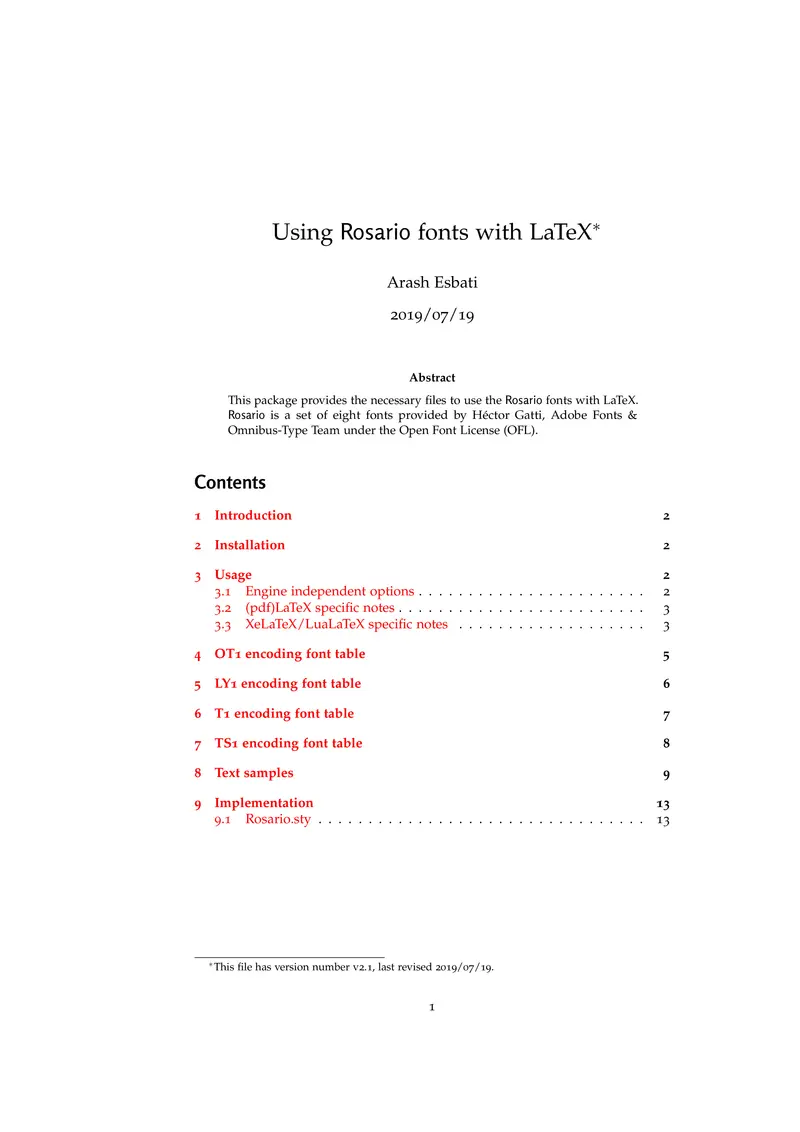 Using Rosario fonts with LaTeX*
Arash Esbati
2019/07/19
Abstract
This package provides the necessary files to use the Rosario fonts with LaTeX.
Rosario is a set of eight fonts provided by Héctor Gatti, Adobe Fonts &
Omnibus-Type Team under the Open Font License (OFL).
Contents
1 Introduction 2
2 Installation 2
3 Usage 2
3.1 Engine independent options . . . . . . . . . . . . . . . . . . . . . . . 2
3.2 (pdf)LaTeX specific notes . . . . . . . . . . . . . . . . . . . . . . . . . 3
3.3 XeLaTeX/LuaLaTeX specific notes . . . . . . . . . . . . . . . . . . . 3
4 OT1 encoding font table 5
5 LY1 encoding font table 6
6 T1 encoding font table 7
7 TS1 encoding font table 8
8 Text samples 9
9 Implementation 13
9.1 Rosario.sty . . . . . . . . . . . . . . . . . . . . . . . . . . . . . . . . . 13
*This file has version number v2.1, last revised 2019/07/19.
1